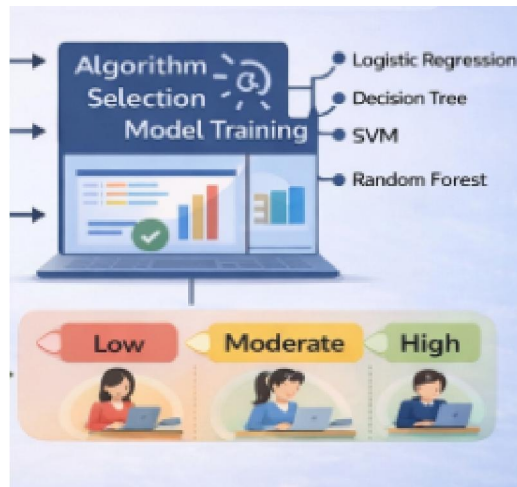 Algorithm
Selection
Model Training
Logistic Regression
Decision Tree
SVM
Random Forest
Low
Moderate
High